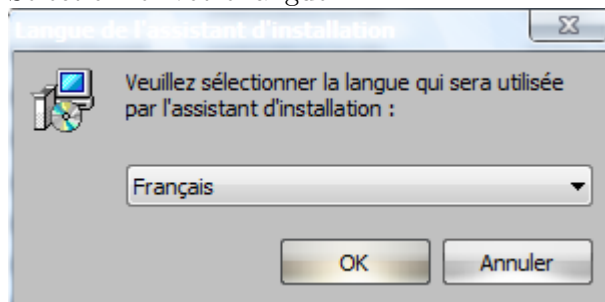 Langue de l'assistant d'installation
Veuillez sélectionner la langue qui sera utilisée
par l'assistant d'installation :
Français
OK Annuler